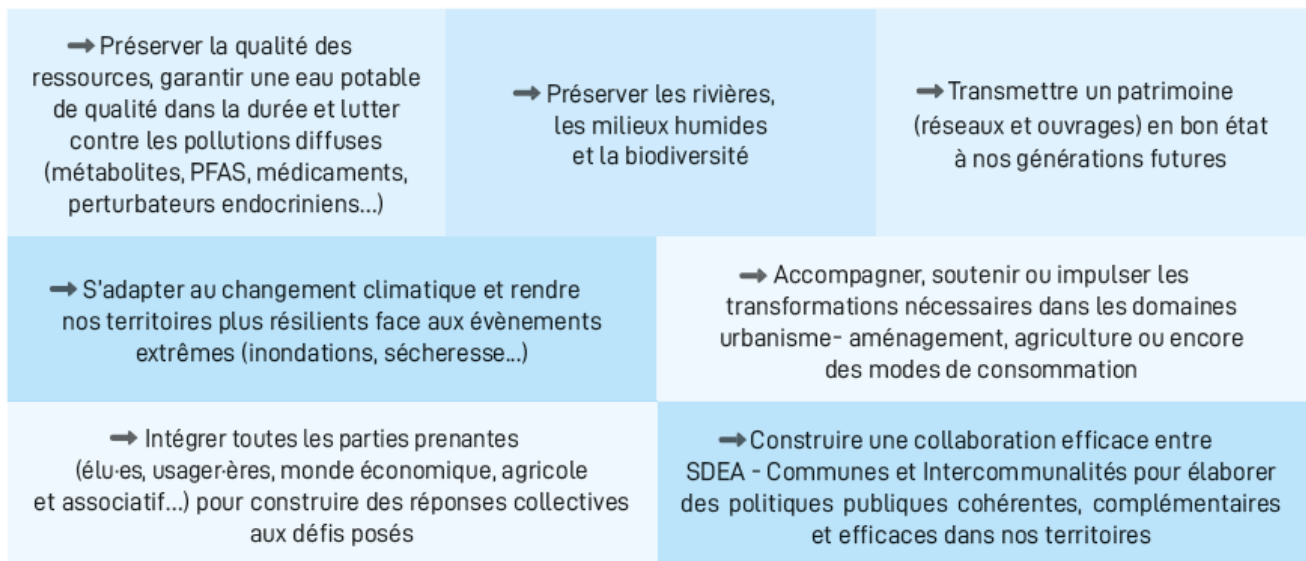 → Préserver la qualité des
ressources, garantir une eau potable
de qualité dans la durée et lutter
contre les pollutions diffuses
(métabolites, PFAS, médicaments,
perturbateurs endocriniens...)
→ Préserver les rivières,
les milieux humides
et la biodiversité
→ Transmettre un patrimoine
(réseaux et ouvrages) en bon état
à nos générations futures
→ S'adapter au changement climatique et rendre
nos territoires plus résilients face aux évènements
extrêmes (inondations, sécheresse...)
→ Accompagner, soutenir ou impulser les
transformations nécessaires dans les domaines
urbanisme- aménagement, agriculture ou encore
des modes de consommation
→ Intégrer toutes les parties prenantes
(élu·es, usager·ères, monde économique, agricole
et associatif...) pour construire des réponses collectives
aux défis posés
→ Construire une collaboration efficace entre
SDEA - Communes et Intercommunalités pour élaborer
des politiques publiques cohérentes, complémentaires
et efficaces dans nos territoires